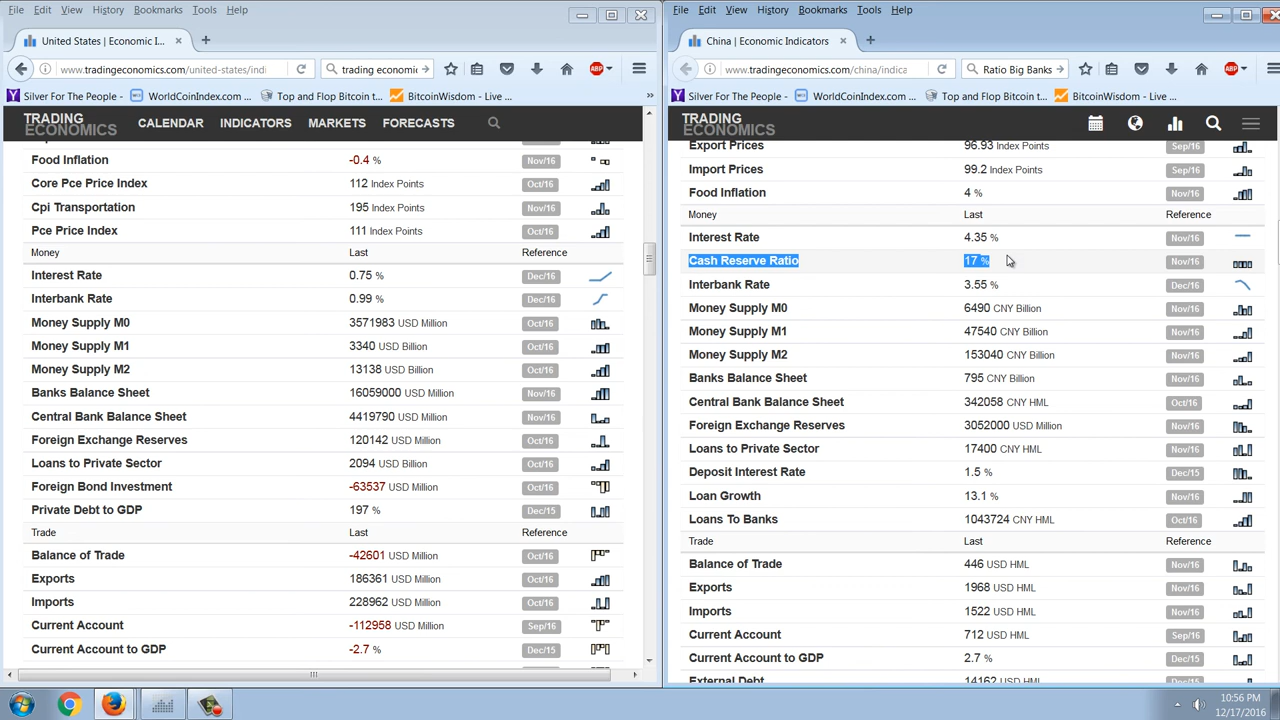 File Edit View History Bookmarks Tools Help
United States | Economic I...
www.tradingeconomics.com/united-states/indi
trading economic
ABP
Silver For The People - WorldCoinIndex.com ... Top and Flop Bitcoin t... BitcoinWisdom - Live ...
TRADING ECONOMICS CALENDAR INDICATORS MARKETS FORECASTS
Food Inflation -0.4 % Nov/16
Core Pce Price Index 112 Index Points Oct/16
Cpi Transportation 195 Index Points Nov/16
Pce Price Index 111 Index Points Oct/16
Money Last Reference
Interest Rate 0.75 % Dec/16
Interbank Rate 0.99 % Dec/16
Money Supply M0 3571983 USD Million Oct/16
Money Supply M1 3340 USD Billion Oct/16
Money Supply M2 13138 USD Billion Oct/16
Banks Balance Sheet 16059000 USD Million Nov/16
Central Bank Balance Sheet 4419790 USD Million Nov/16
Foreign Exchange Reserves 120142 USD Million Oct/16
Loans to Private Sector 2094 USD Billion Oct/16
Foreign Bond Investment -63537 USD Million Oct/16
Private Debt to GDP 197 % Dec/15
Trade Last Reference
Balance of Trade -42601 USD Million Oct/16
Exports 186361 USD Million Oct/16
Imports 228962 USD Million Oct/16
Current Account -112958 USD Million Sep/16
Current Account to GDP -2.7 % Dec/15
File Edit View History Bookmarks Tools Help
China | Economic Indicators
www.tradingeconomics.com/china/indica
Ratio Big Banks
ABP
Silver For The People - WorldCoinIndex.com ... Top and Flop Bitcoin t... BitcoinWisdom - Live ...
TRADING ECONOMICS
Export Prices 96.93 Index Points Sep/16
Import Prices 99.2 Index Points Sep/16
Food Inflation 4 % Nov/16
Money Last Reference
Interest Rate 4.35 % Nov/16
Cash Reserve Ratio 17 % Nov/16
Interbank Rate 3.55 % Dec/16
Money Supply M0 6490 CNY Billion Nov/16
Money Supply M1 47540 CNY Billion Nov/16
Money Supply M2 153040 CNY Billion Nov/16
Banks Balance Sheet 795 CNY Billion Nov/16
Central Bank Balance Sheet 342058 CNY HML Oct/16
Foreign Exchange Reserves 3052000 USD Million Nov/16
Loans to Private Sector 17400 CNY HML Nov/16
Deposit Interest Rate 1.5 % Dec/15
Loan Growth 13.1 % Nov/16
Loans To Banks 1043724 CNY HML Oct/16
Trade Last Reference
Balance of Trade 446 USD HML Nov/16
Exports 1968 USD HML Nov/16
Imports 1522 USD HML Nov/16
Current Account 712 USD HML Sep/16
Current Account to GDP 2.7 % Dec/15
External Debt 14162 USD HML
10:56 PM
12/17/2016